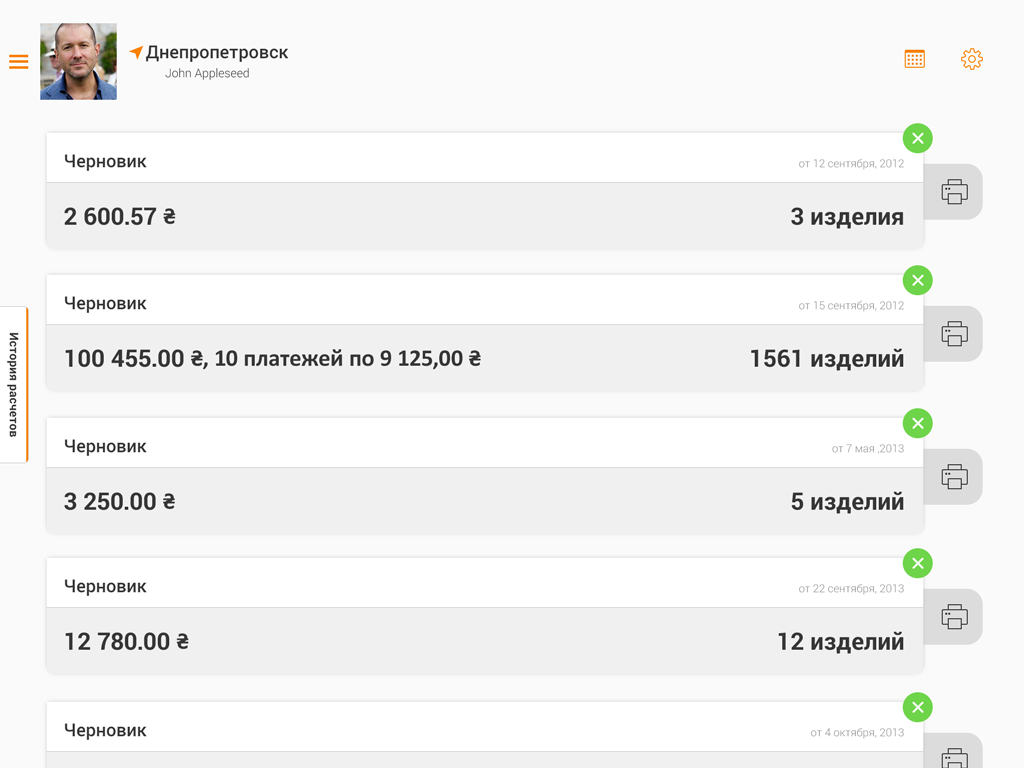 Днепропетровск
John Appleseed
Черновик
от 12 сентября, 2012
2 600.57 ₴
3 изделия
Черновик
от 15 сентября, 2012
100 455.00 ₴, 10 платежей по 9 125,00 ₴
1561 изделий
История расчетов
Черновик
от 7 мая ,2013
3 250.00 ₴
5 изделий
Черновик
от 22 сентября, 2013
12 780.00 ₴
12 изделий
Черновик
от 4 октября, 2013